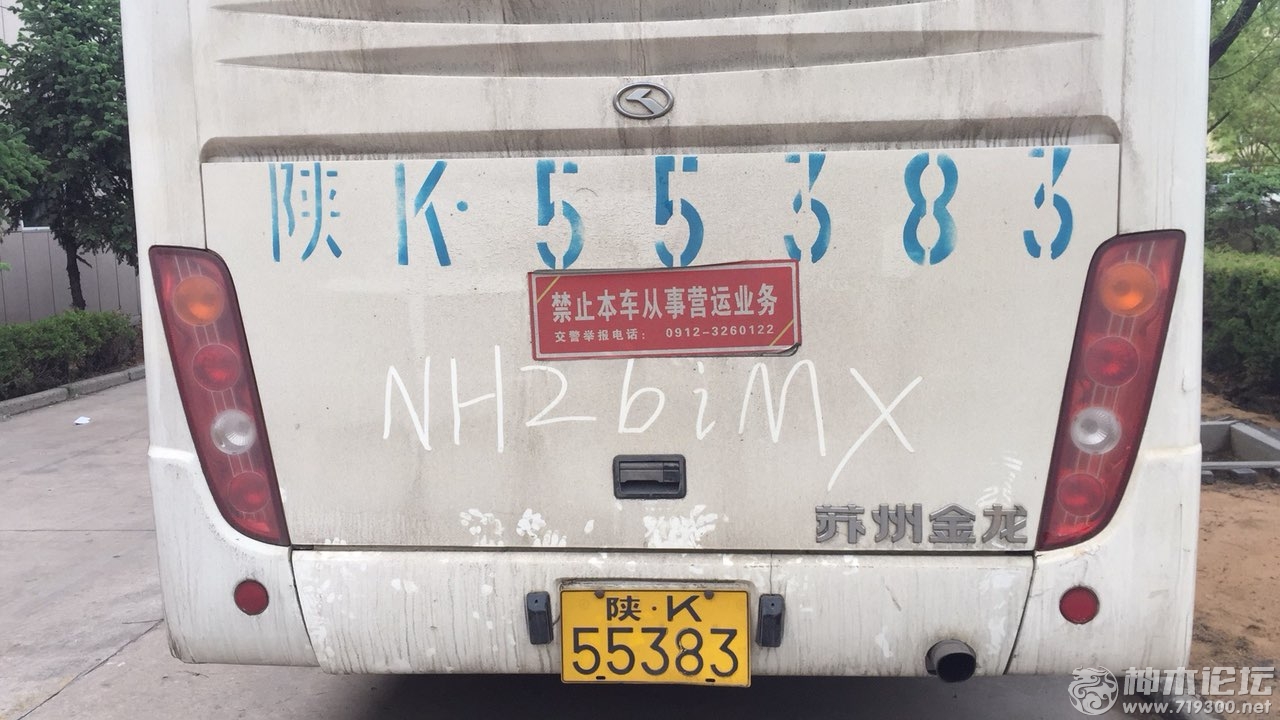 陕K·55383
禁止本车从事营运业务
交警举报电话: 0912-3260122
NH2biMX
苏州金龙
陕·K
55383
神木论坛
www.719300.net